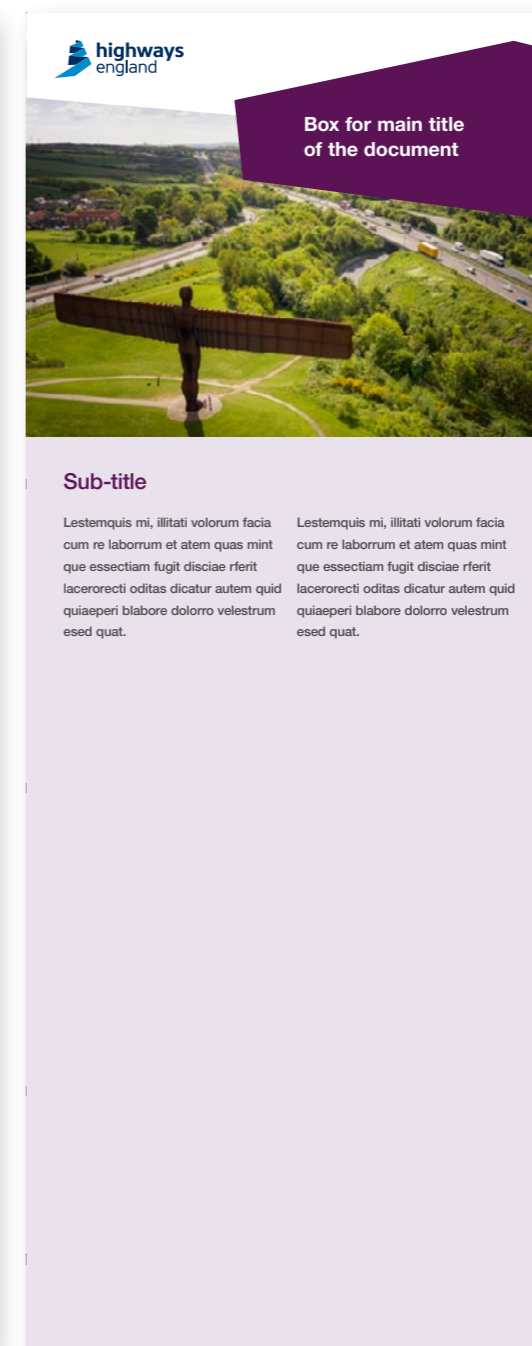 highways
england
Box for main title
of the document
Sub-title
Lestemquis mi, illitati volorum facia
cum re laborrum et atem quas mint
que essectiam fugit disciae rferit
lacerorecti oditas dicatur autem quid
quiaeperi blabore dolorro velestrum
esed quat.
Lestemquis mi, illitati volorum facia
cum re laborrum et atem quas mint
que essectiam fugit disciae rferit
lacerorecti oditas dicatur autem quid
quiaeperi blabore dolorro velestrum
esed quat.